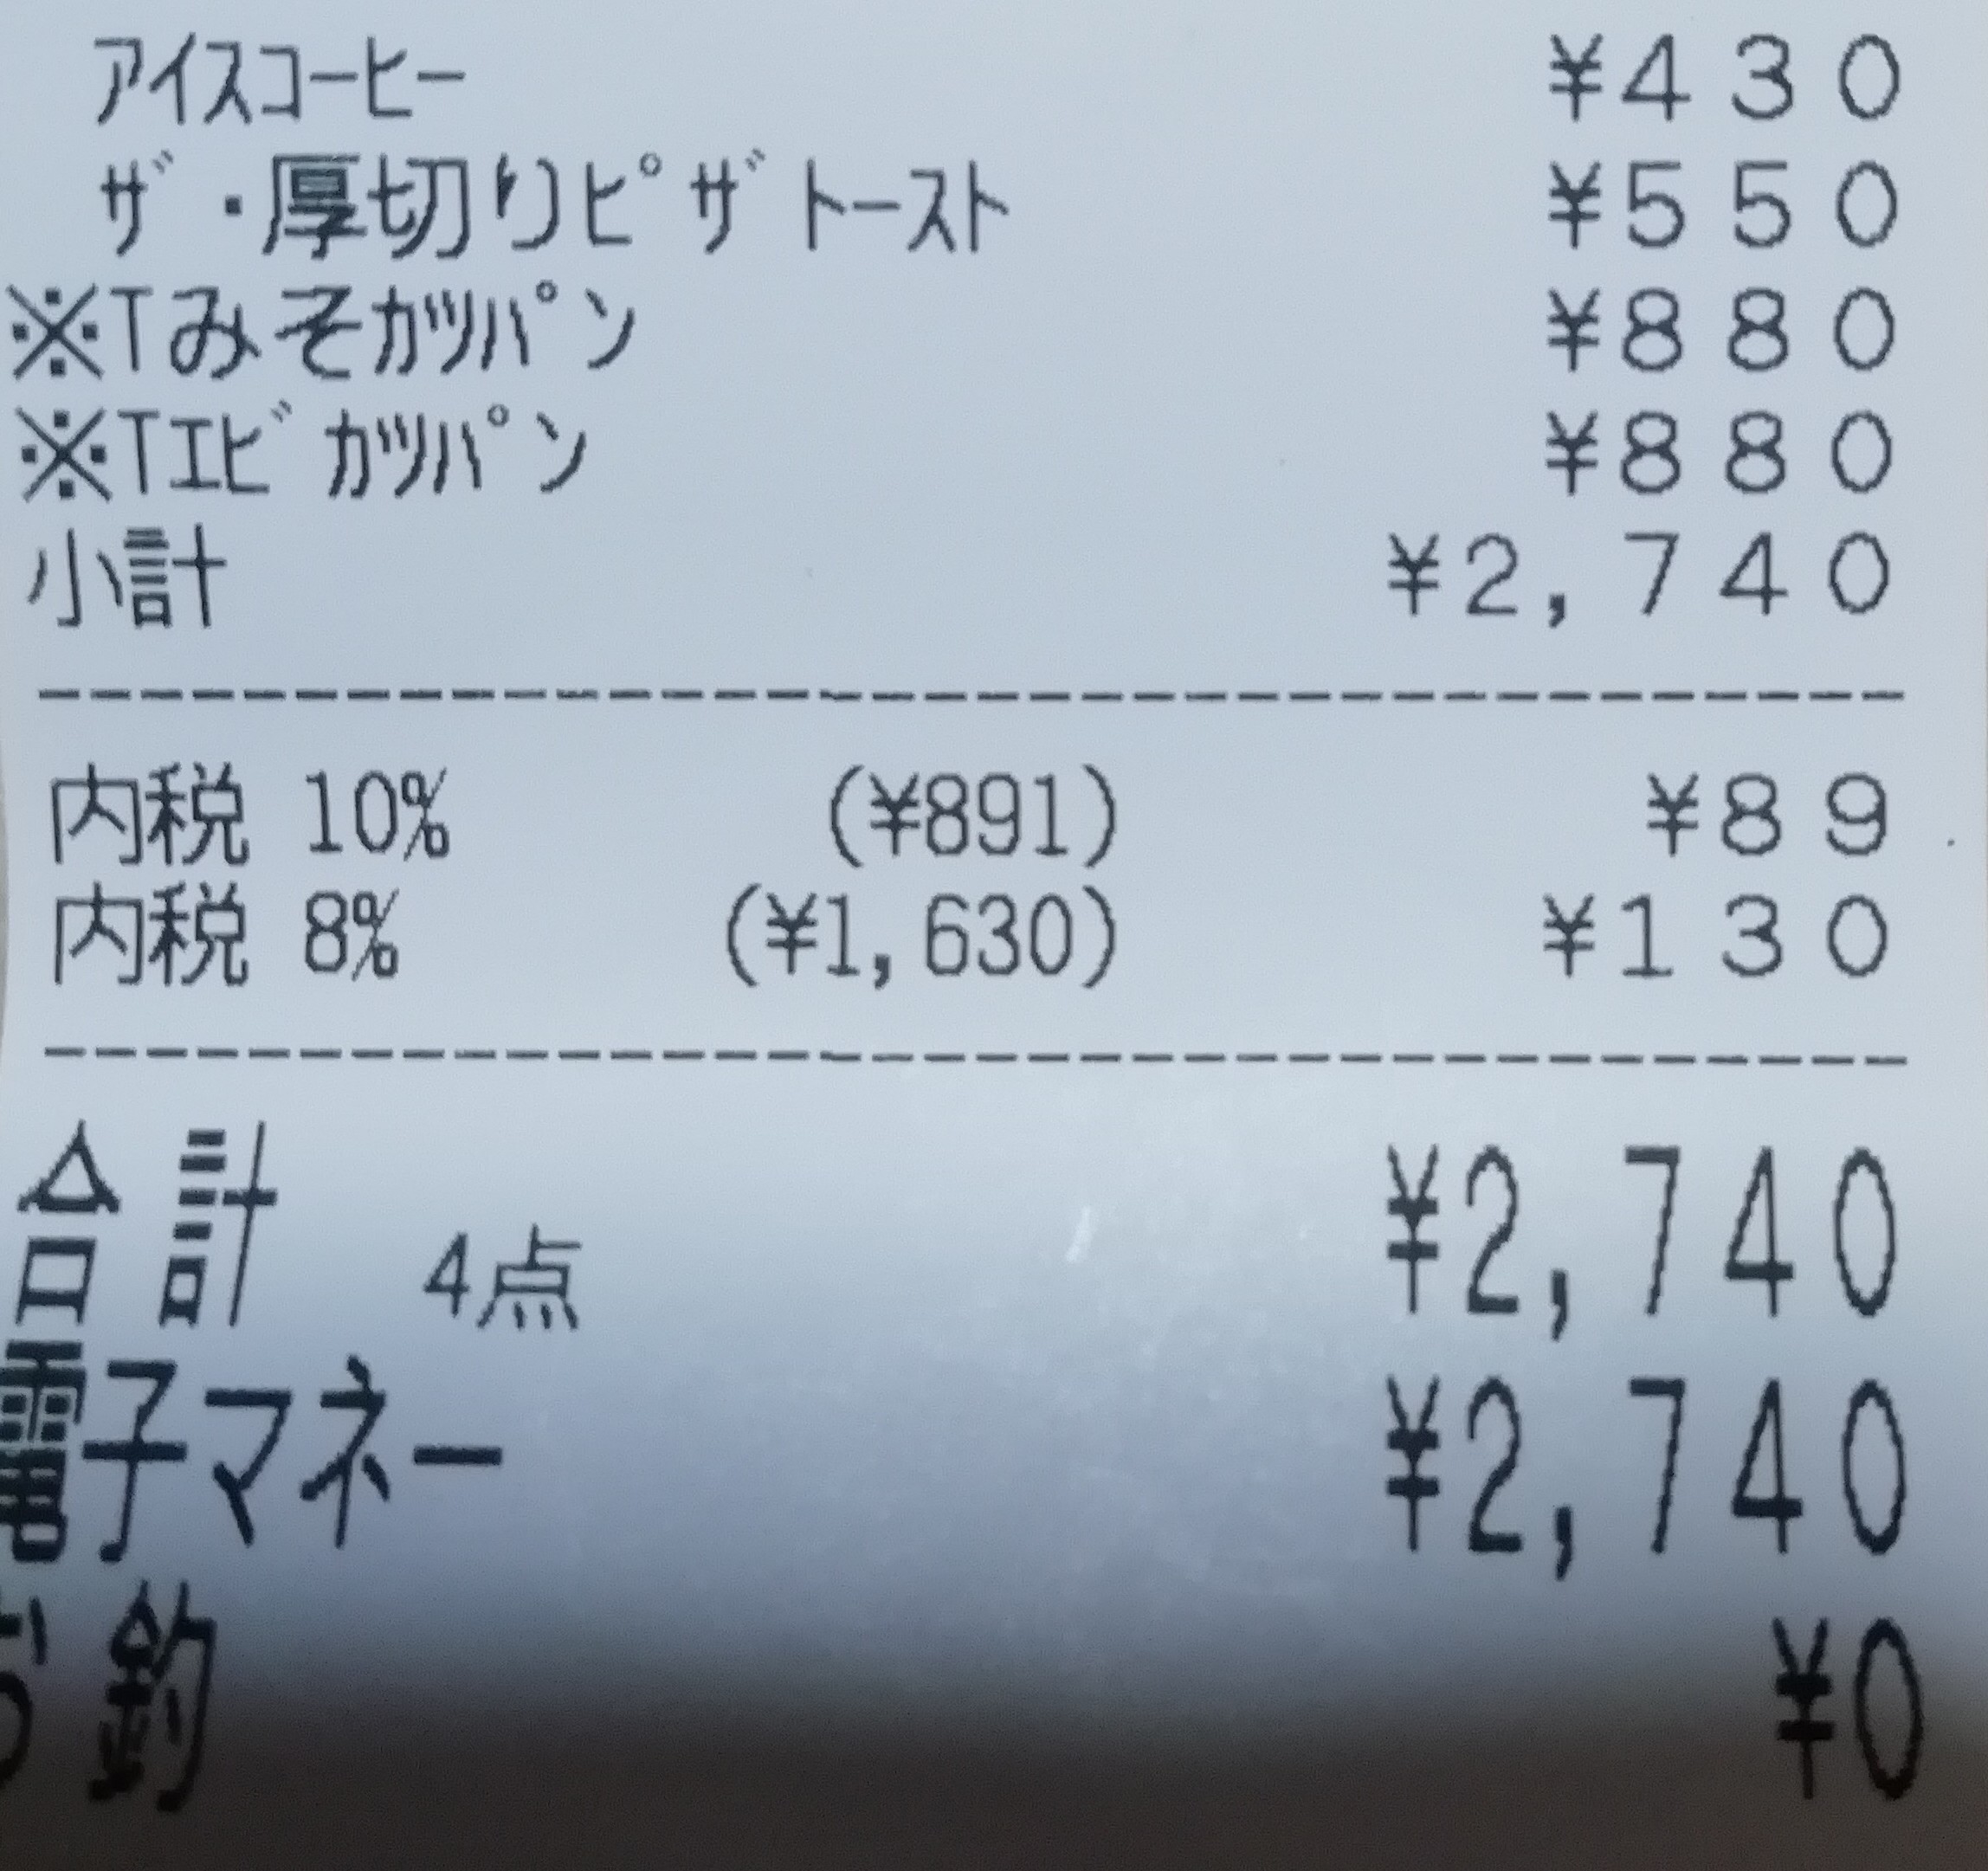 アイスコーヒー ¥430
ザ・厚切りピザトースト ¥550
※Tみそカツパン ¥880
※Tエビカツパン ¥880
小計 ¥2,740
内税 10% (¥891) ¥89
内税 8% (¥1,630) ¥130
合計 4点 ¥2,740
電子マネー ¥2,740
お釣 ¥0